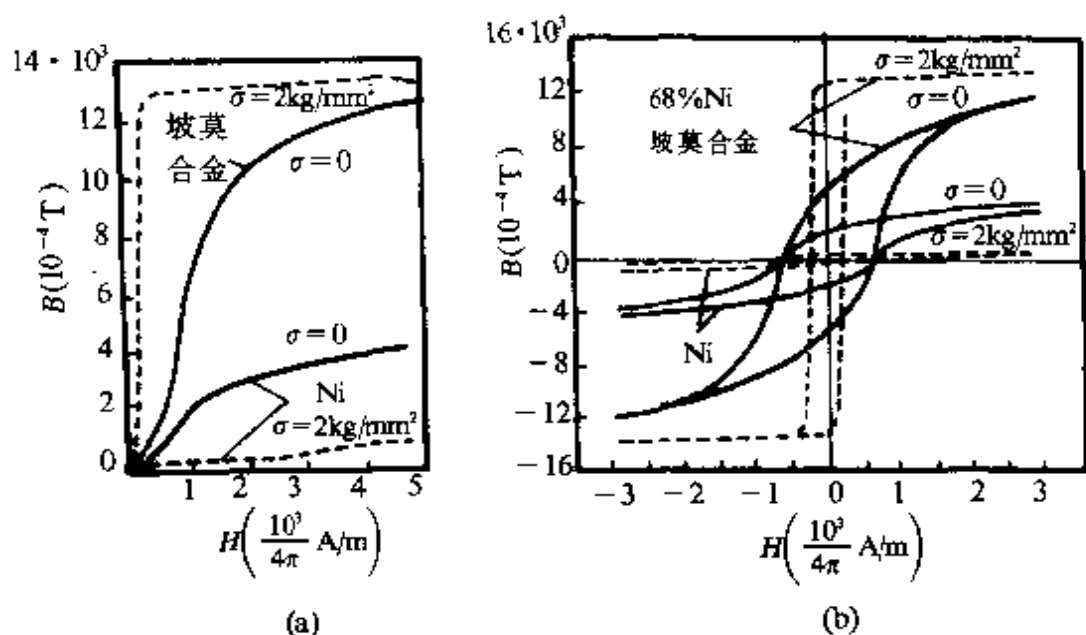 14·10³
12
10
8
6
4
2
0
B(10⁻⁴T)
σ=2kg/mm²
坡莫
合金
σ=0
σ=0
Ni
σ=2kg/mm²
1
2
3
4
5
H(10³/4π A/m)
(a)
16·10³
12
8
4
0
−4
−8
−12
−16
B(10⁻⁴T)
σ=2kg/mm²
68%Ni
坡莫合金
σ=0
σ=0
σ=2kg/mm²
Ni
−3
−2
−1
0
1
2
3
H(10³/4π A/m)
(b)